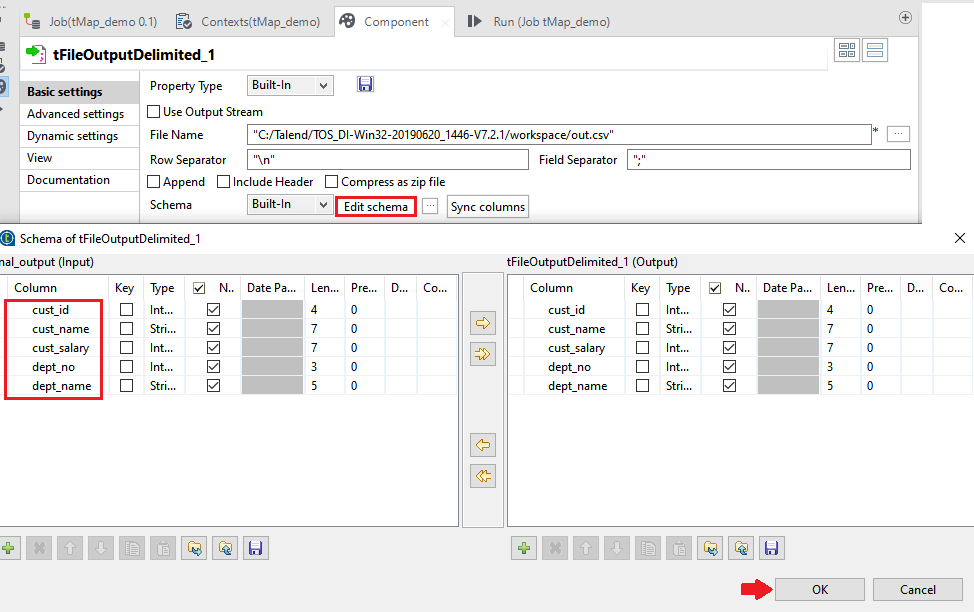 Job(tMap_demo 0.1) Contexts(tMap_demo) Component Run (Job tMap_demo)
tFileOutputDelimited_1
Basic settings
Advanced settings
Dynamic settings
View
Documentation
Property Type Built-In
Use Output Stream
File Name "C:/Talend/TOS_DI-Win32-20190620_1446-V7.2.1/workspace/out.csv" * ...
Row Separator "\n" Field Separator ";"
Append Include Header Compress as zip file
Schema Built-In Edit schema ... Sync columns
Schema of tFileOutputDelimited_1
nal_output (Input) tFileOutputDelimited_1 (Output)
Column Key Type N.. Date Pa... Len... Pre... D... Co...
cust_id Int... 4 0
cust_name Stri... 7 0
cust_salary Int... 7 0
dept_no Int... 3 0
dept_name Stri... 5 0
Column Key Type N.. Date Pa... Len... Pre... D... Co...
cust_id Int... 4 0
cust_name Stri... 7 0
cust_salary Int... 7 0
dept_no Int... 3 0
dept_name Stri... 5 0
OK Cancel